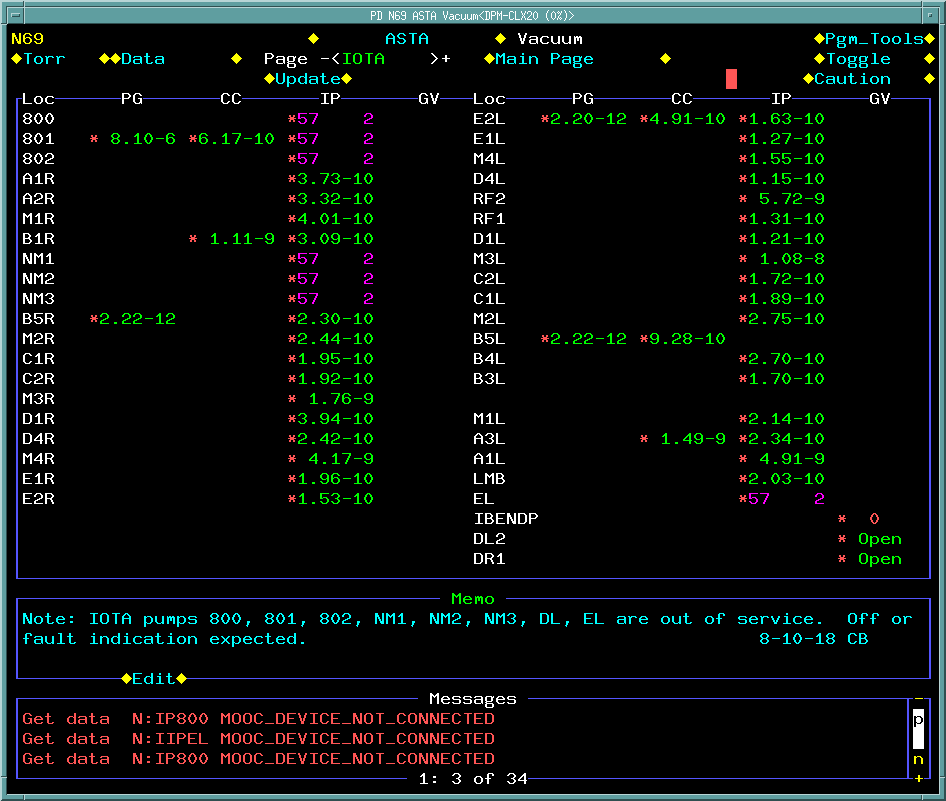 PD N69 ASTA Vacuum<DPM-CLX20 (0%)>
N69 ◆ ASTA ◆ Vacuum ◆Pgm_Tools◆
◆Torr ◆◆Data ◆ Page -<IOTA >+ ◆Main Page ◆ ◆Toggle ◆
◆Update◆ ◆Caution ◆
Loc PG CC IP GV Loc PG CC IP GV
800 *57 2 E2L *2.20-12 *4.91-10 *1.63-10
801 * 8.10-6 *6.17-10 *57 2 E1L *1.27-10
802 *57 2 M4L *1.55-10
A1R *3.73-10 D4L *1.15-10
A2R *3.32-10 RF2 * 5.72-9
M1R *4.01-10 RF1 *1.31-10
B1R * 1.11-9 *3.09-10 D1L *1.21-10
NM1 *57 2 M3L * 1.08-8
NM2 *57 2 C2L *1.72-10
NM3 *57 2 C1L *1.89-10
B5R *2.22-12 *2.30-10 M2L *2.75-10
M2R *2.44-10 B5L *2.22-12 *9.28-10
C1R *1.95-10 B4L *2.70-10
C2R *1.92-10 B3L *1.70-10
M3R * 1.76-9
D1R *3.94-10 M1L *2.14-10
D4R *2.42-10 A3L * 1.49-9 *2.34-10
M4R * 4.17-9 A1L * 4.91-9
E1R *1.96-10 LMB *2.03-10
E2R *1.53-10 EL *57 2
IBENDP * 0
DL2 * Open
DR1 * Open
Memo
Note: IOTA pumps 800, 801, 802, NM1, NM2, NM3, DL, EL are out of service. Off or
fault indication expected. 8-10-18 CB
◆Edit◆
Messages
Get data N:IP800 MOOC_DEVICE_NOT_CONNECTED
Get data N:IIPEL MOOC_DEVICE_NOT_CONNECTED
Get data N:IP800 MOOC_DEVICE_NOT_CONNECTED
1: 3 of 34
-
p
n
+